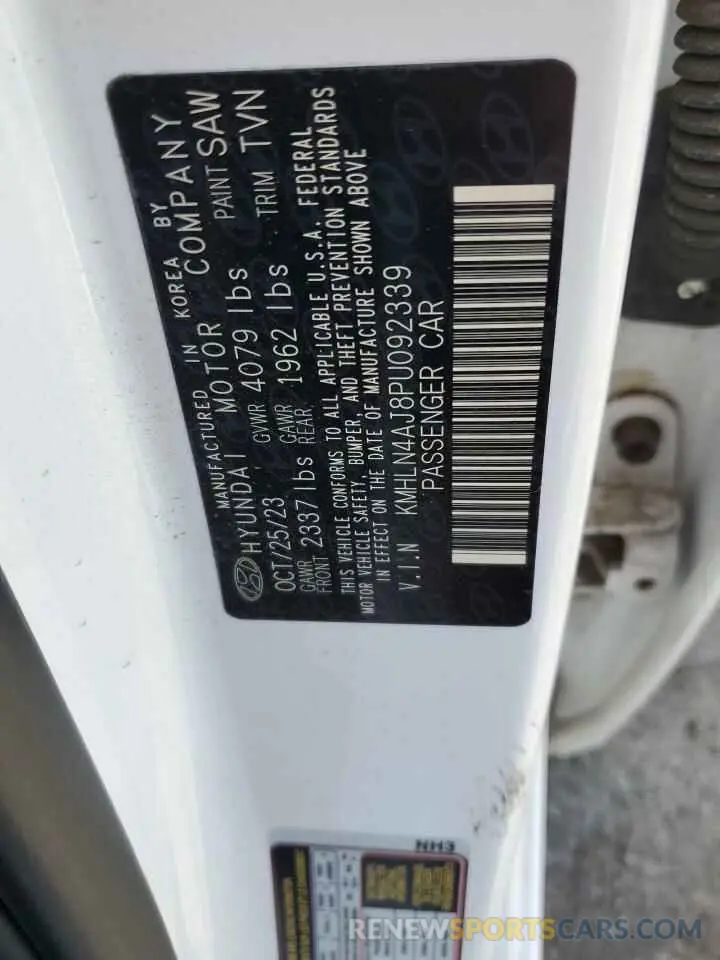 MANUFACTURED IN KOREA BY
HYUNDAI MOTOR COMPANY
OCT/25/23 GVWR 4079 lbs PAINT SAW
GAWR FRONT 2337 lbs GAWR REAR 1962 lbs TRIM TVN
THIS VEHICLE CONFORMS TO ALL APPLICABLE U.S.A. FEDERAL
MOTOR VEHICLE SAFETY, BUMPER, AND THEFT PREVENTION STANDARDS
IN EFFECT ON THE DATE OF MANUFACTURE SHOWN ABOVE
V.I.N KMHLN4AJ8PU092339
PASSENGER CAR
RENEWSUSCARS.COM